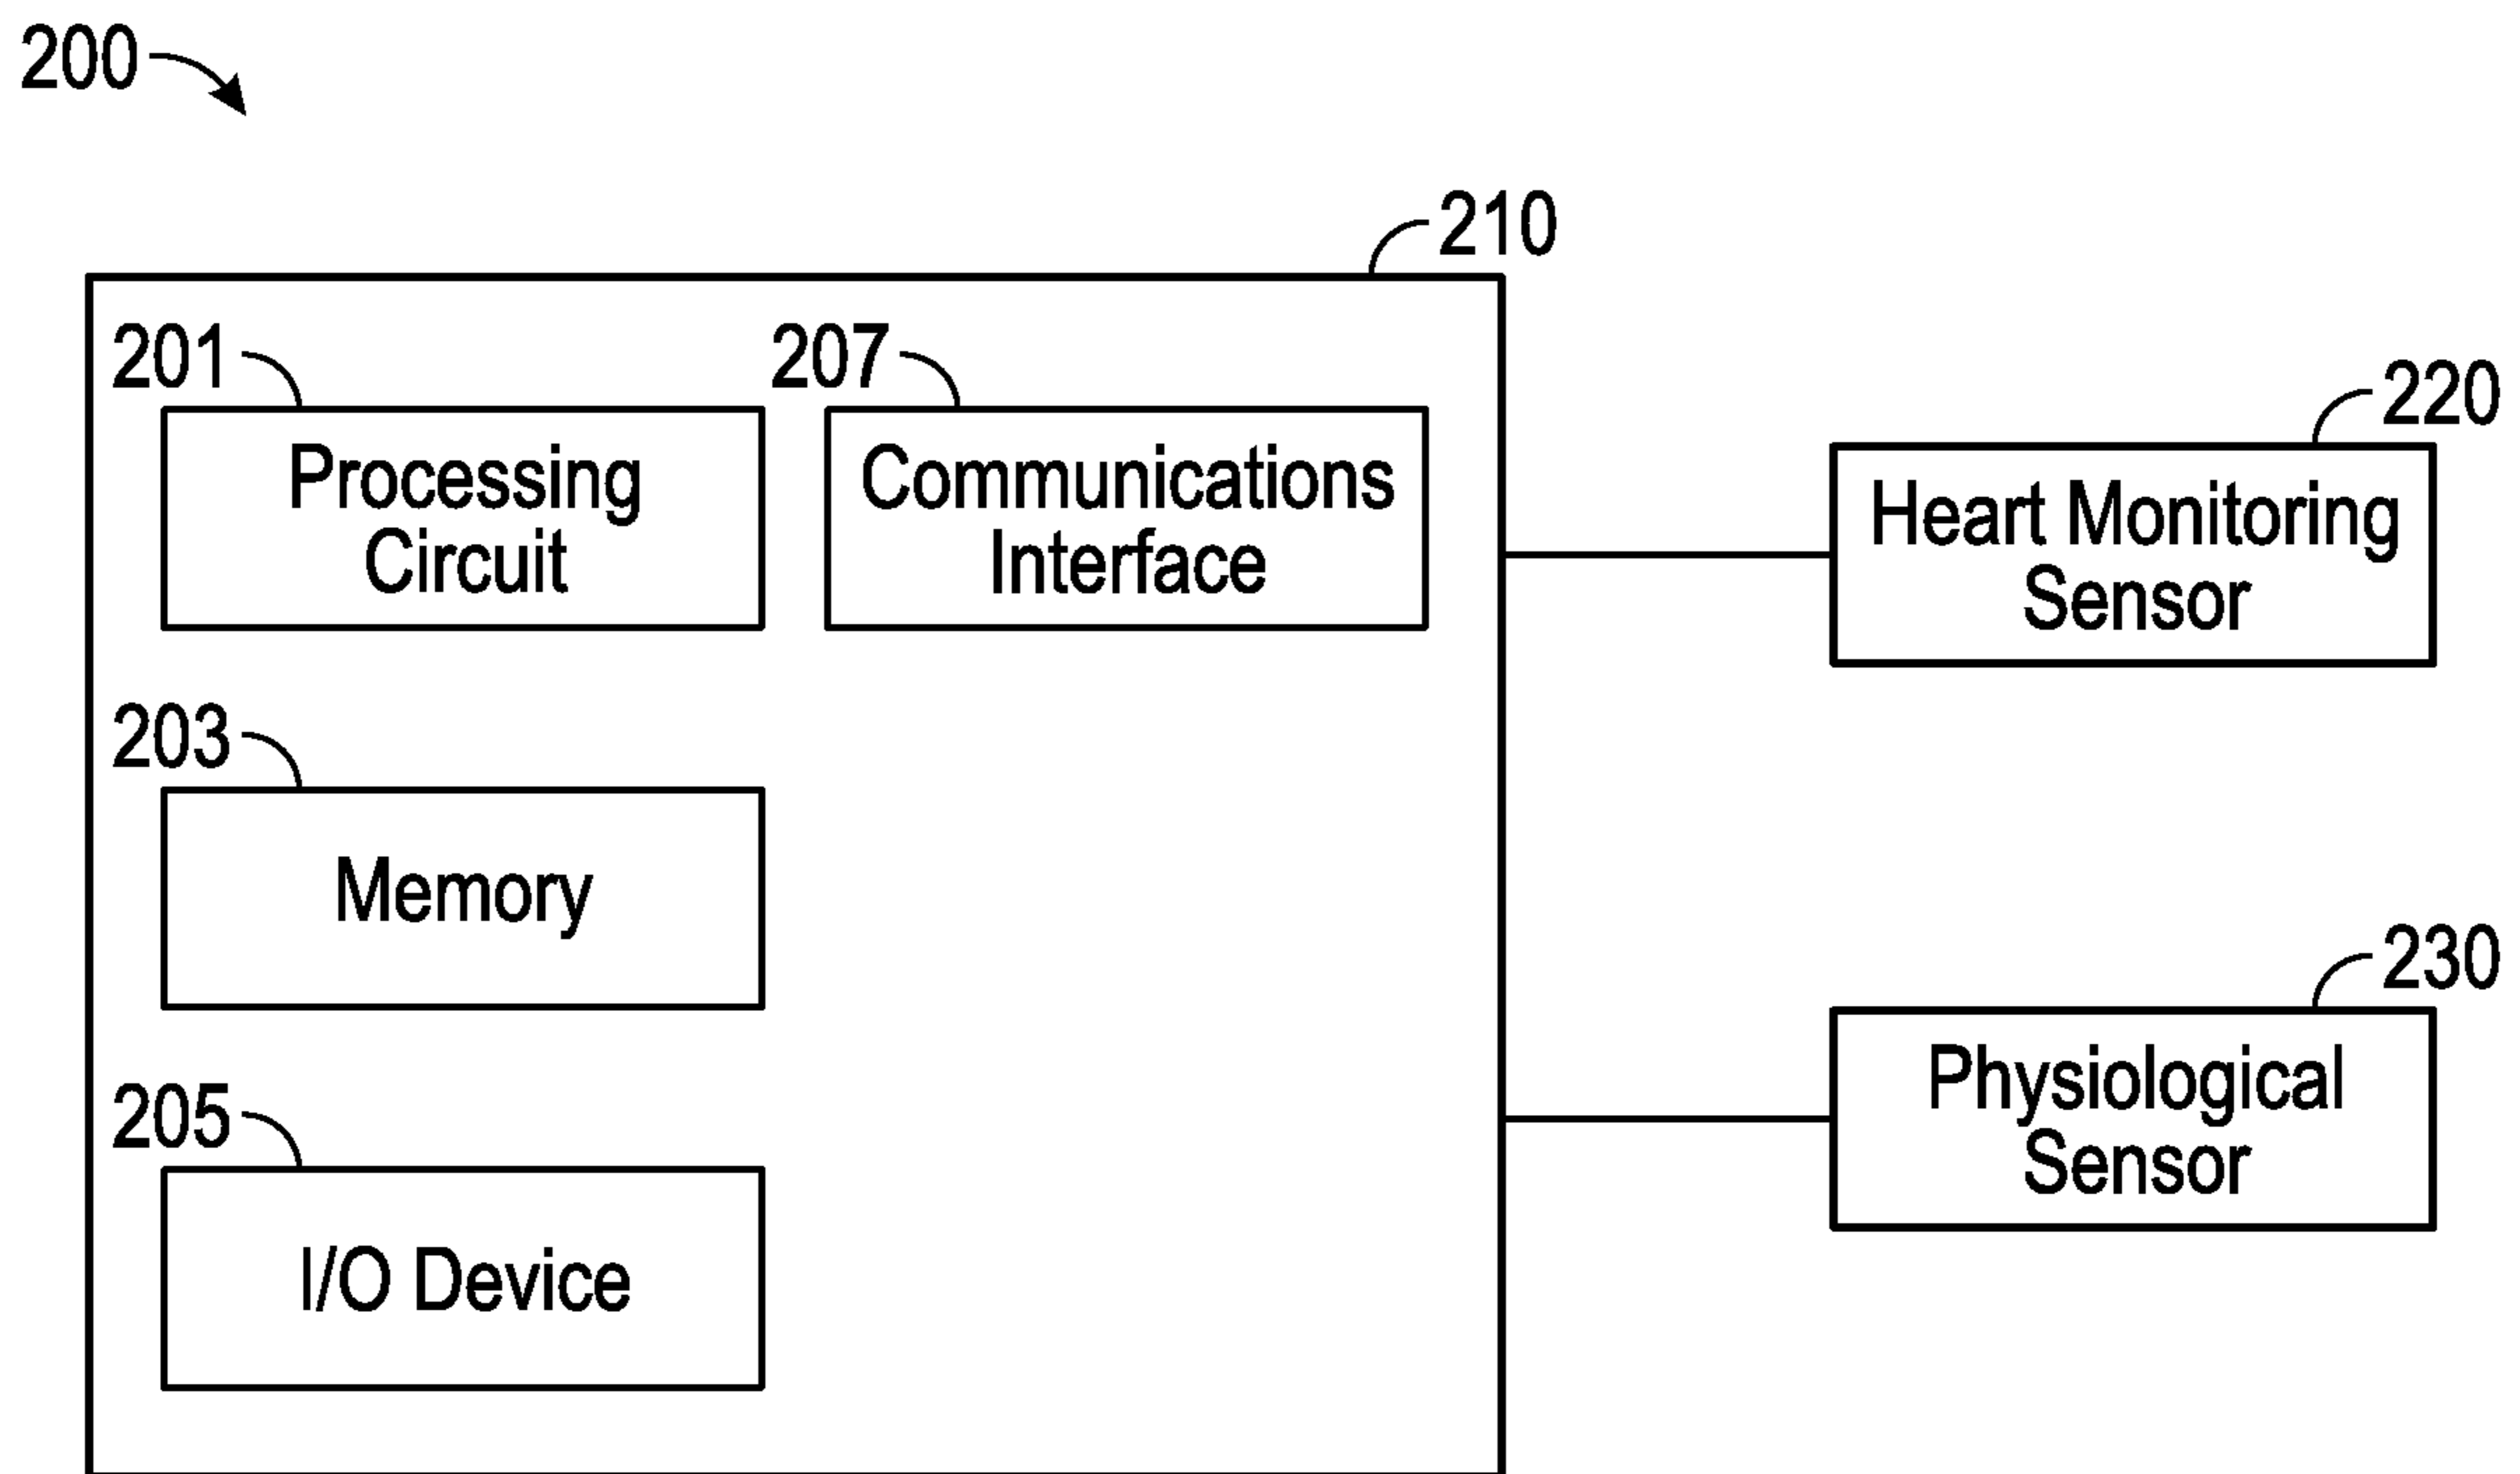 200
210
201
207
Processing
Circuit
Communications
Interface
220
Heart Monitoring
Sensor
203
Memory
230
Physiological
Sensor
205
I/O Device